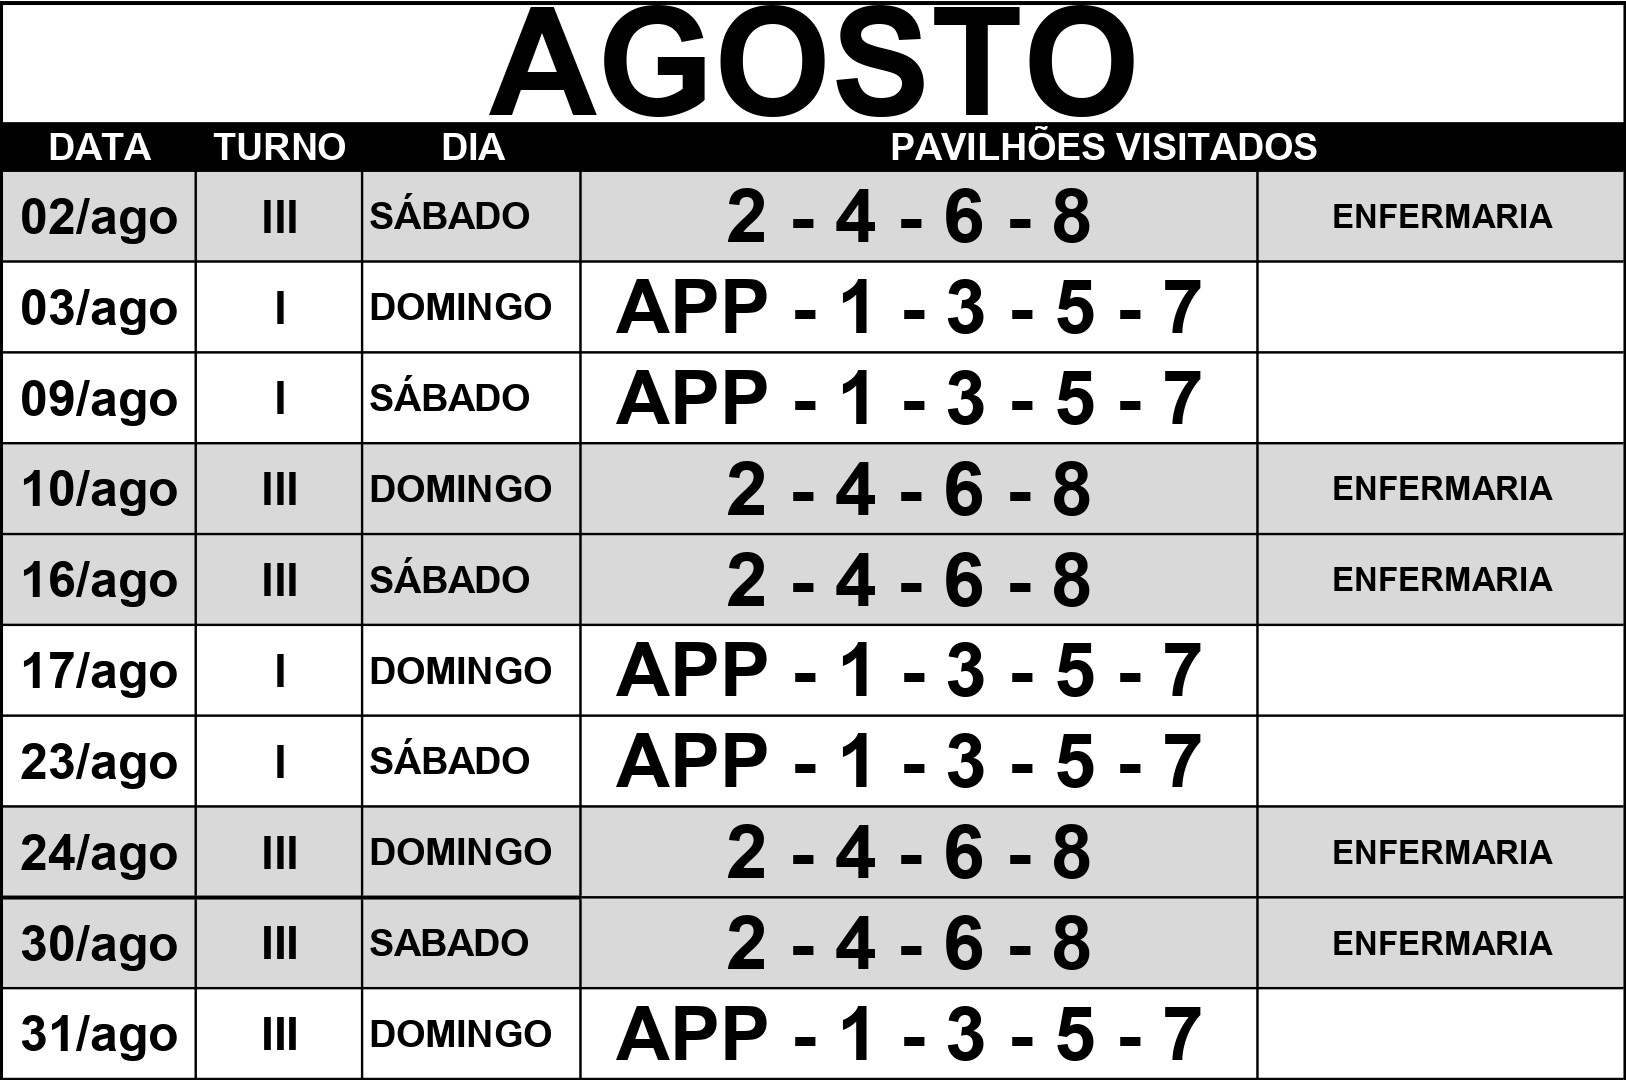 AGOSTO
DATA TURNO DIA PAVILHÕES VISITADOS
02/ago III SÁBADO 2 - 4 - 6 - 8 ENFERMARIA
03/ago I DOMINGO APP - 1 - 3 - 5 - 7
09/ago I SÁBADO APP - 1 - 3 - 5 - 7
10/ago III DOMINGO 2 - 4 - 6 - 8 ENFERMARIA
16/ago III SÁBADO 2 - 4 - 6 - 8 ENFERMARIA
17/ago I DOMINGO APP - 1 - 3 - 5 - 7
23/ago I SÁBADO APP - 1 - 3 - 5 - 7
24/ago III DOMINGO 2 - 4 - 6 - 8 ENFERMARIA
30/ago III SABADO 2 - 4 - 6 - 8 ENFERMARIA
31/ago III DOMINGO APP - 1 - 3 - 5 - 7